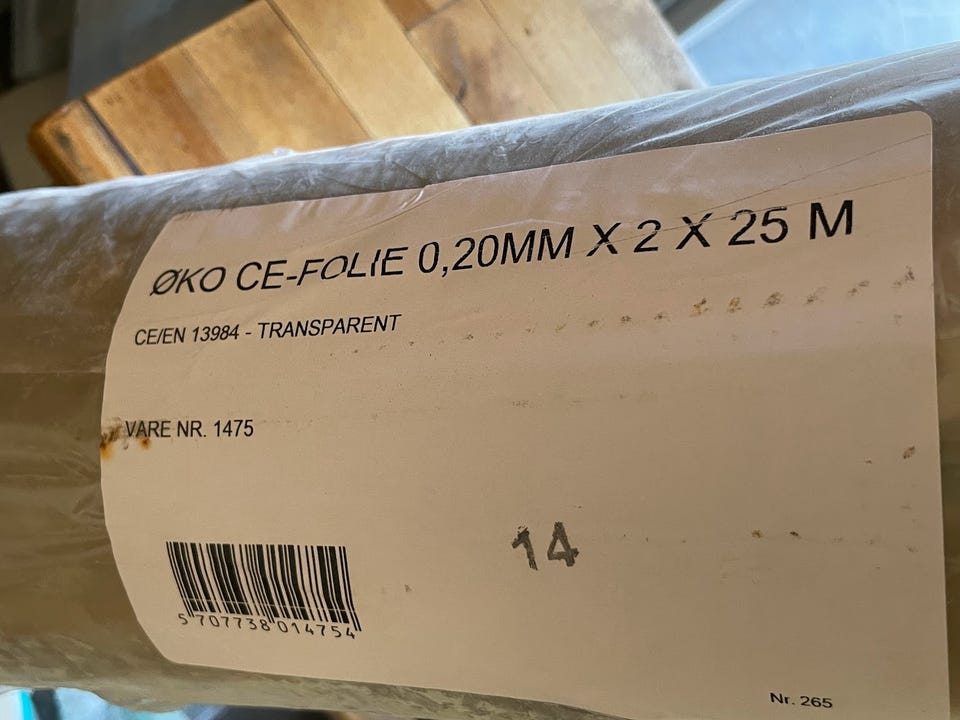 ØKO CE-FOLIE 0,20MM X 2 X 25 M
CE/EN 13984 - TRANSPARENT
VARE NR. 1475
14
5 707738 014754
Nr. 265